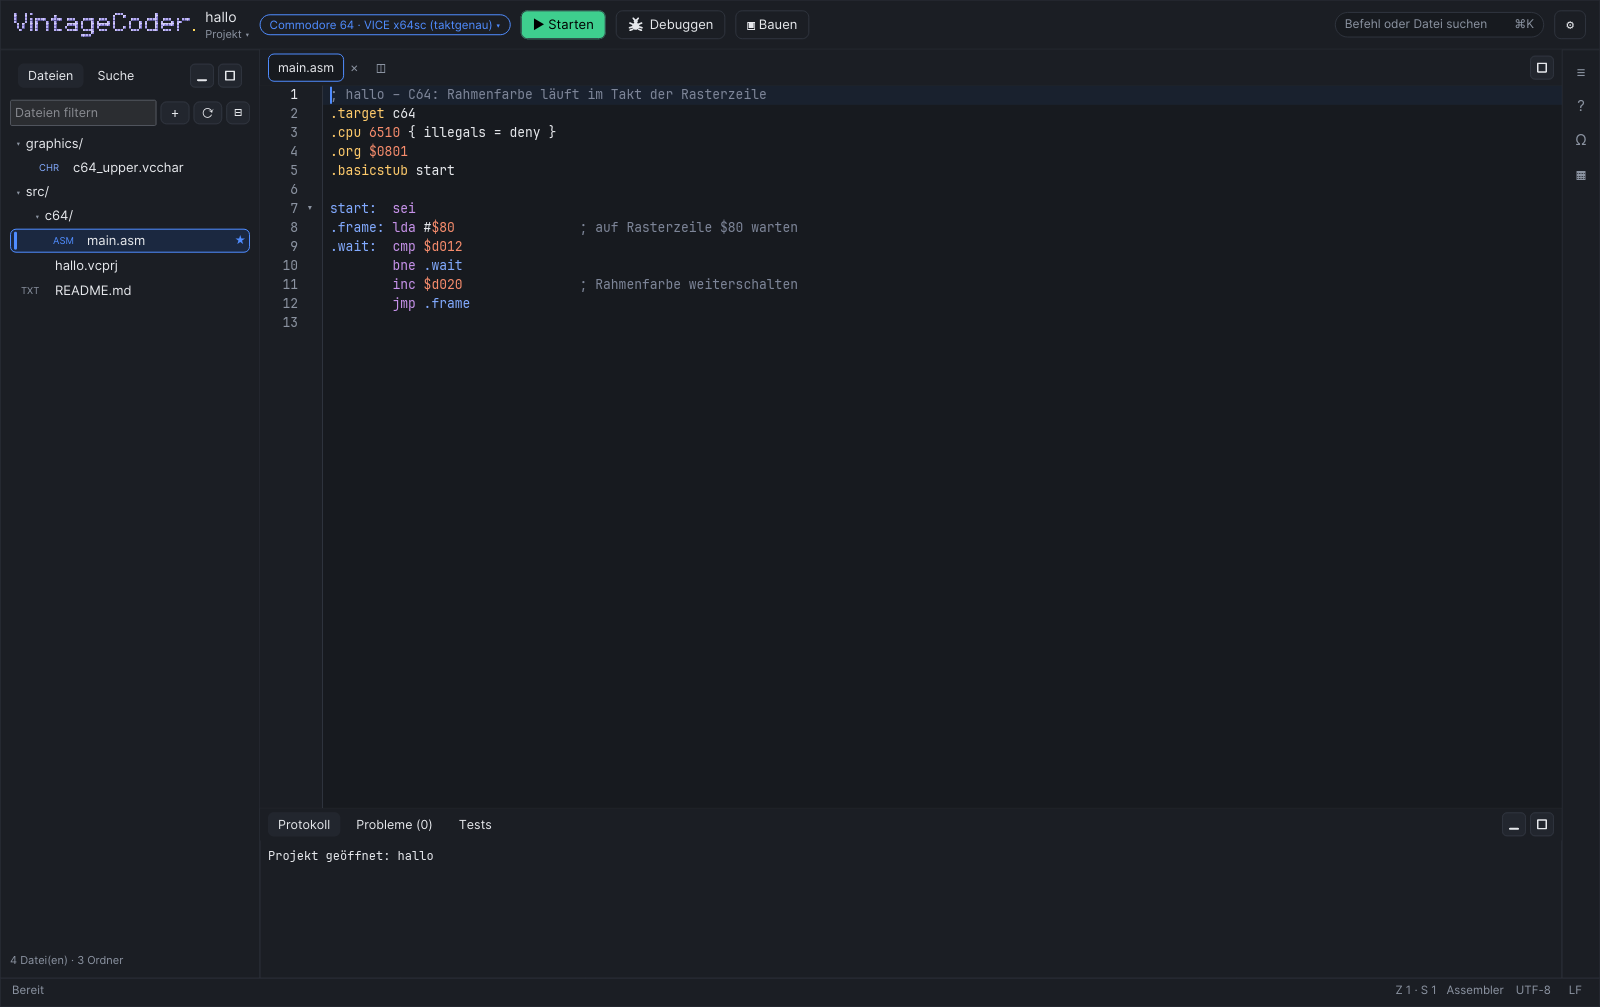 VintageCoder.
hallo
Projekt
Commodore 64 · VICE x64sc (taktgenau)
Starten
Debuggen
Bauen
Befehl oder Datei suchen ⌘K
Dateien Suche
Dateien filtern
graphics/
CHR c64_upper.vcchar
src/
c64/
ASM main.asm
hallo.vcprj
TXT README.md
4 Datei(en) · 3 Ordner
main.asm ×
1 ; hallo – C64: Rahmenfarbe läuft im Takt der Rasterzeile
2 .target c64
3 .cpu 6510 { illegals = deny }
4 .org $0801
5 .basicstub start
6
7 start:  sei
8 .frame: lda #$80                ; auf Rasterzeile $80 warten
9 .wait:  cmp $d012
10         bne .wait
11         inc $d020               ; Rahmenfarbe weiterschalten
12         jmp .frame
13
Protokoll Probleme (0) Tests
Projekt geöffnet: hallo
Bereit
Z 1 · S 1 Assembler UTF-8 LF